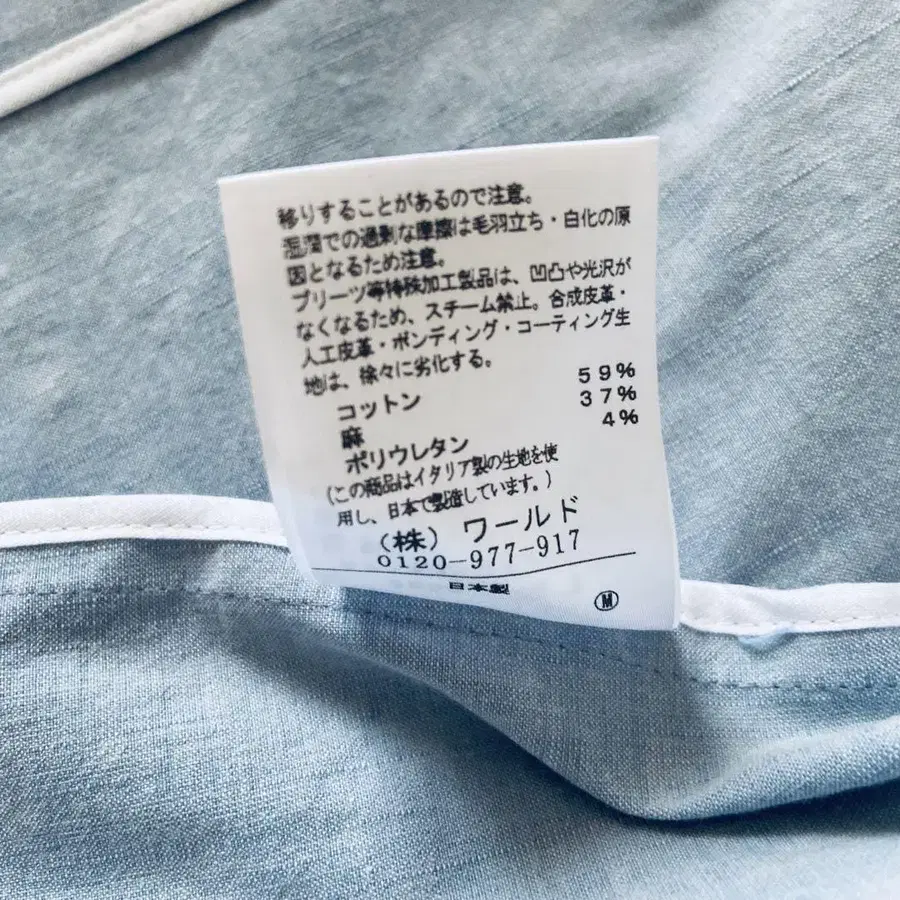 移りすることがあるので注意。
湿潤での過剰な摩擦は毛羽立ち・白化の原
因となるため注意。
プリーツ等特殊加工製品は、凹凸や光沢が
なくなるため、スチーム禁止。合成皮革・
人工皮革・ボンディング・コーティング生
地は、徐々に劣化する。
コットン 59%
麻 37%
ポリウレタン 4%
(この商品はイタリア製の生地を使
用し、日本で製造しています。)
(株) ワールド
0120-977-917
日本製
M